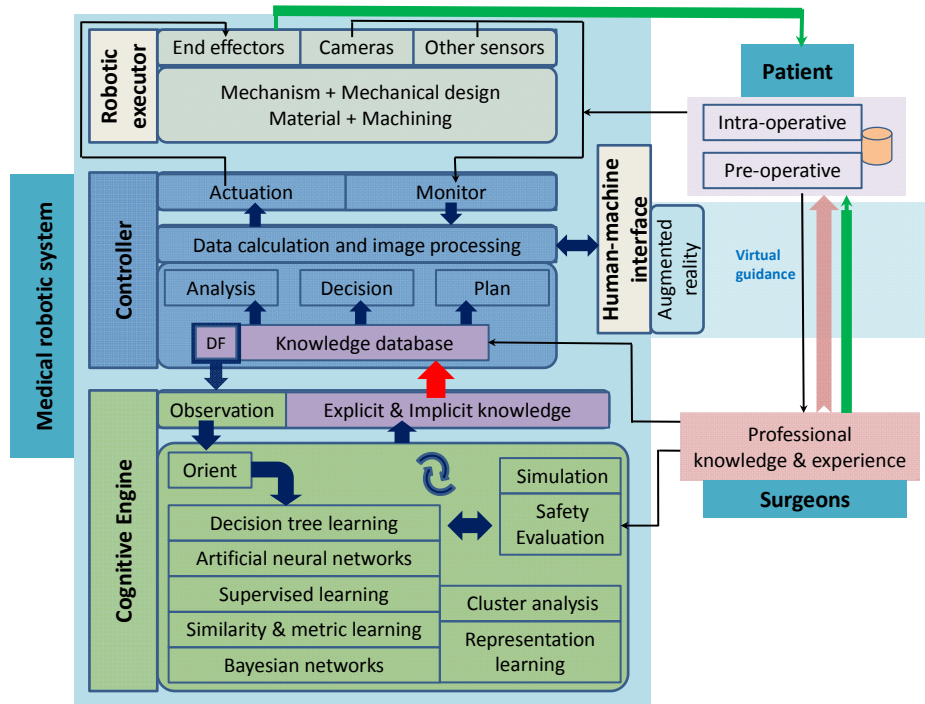 Medical robotic system
Robotic
executor
End effectors
Cameras
Other sensors
Mechanism + Mechanical design
Material + Machining
Patient
Intra-operative
Pre-operative
Controller
Actuation
Monitor
Data calculation and image processing
Analysis
Decision
Plan
DF
Knowledge database
Human-machine
interface
Augmented
reality
Virtual
guidance
Cognitive Engine
Observation
Explicit & Implicit knowledge
Orient
Simulation
Safety
Evaluation
Decision tree learning
Artificial neural networks
Supervised learning
Similarity & metric learning
Bayesian networks
Cluster analysis
Representation
learning
Professional
knowledge & experience
Surgeons